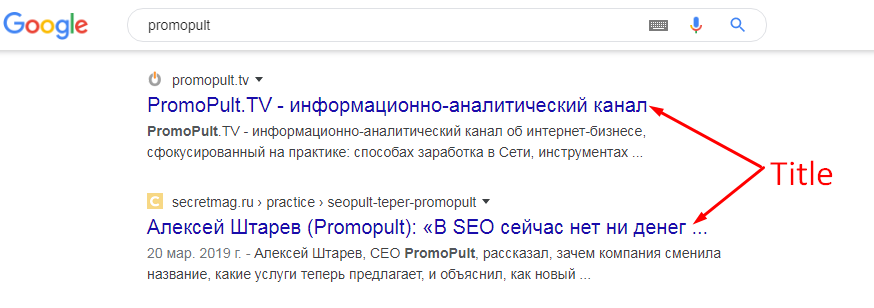 Google
promopult
promopult.tv
PromoPult.TV - информационно-аналитический канал
PromoPult.TV - информационно-аналитический канал об интернет-бизнесе,
сфокусированный на практике: способах заработка в Сети, инструментах ...
Title
C
secretmag.ru › practice › seopult-teper-promopult
Алексей Штарев (Promopult): «В SEO сейчас нет ни денег ...
20 мар. 2019 г. - Алексей Штарев, CEO PromoPult, рассказал, зачем компания сменила
название, какие услуги теперь предлагает, и объяснил, как новый ...